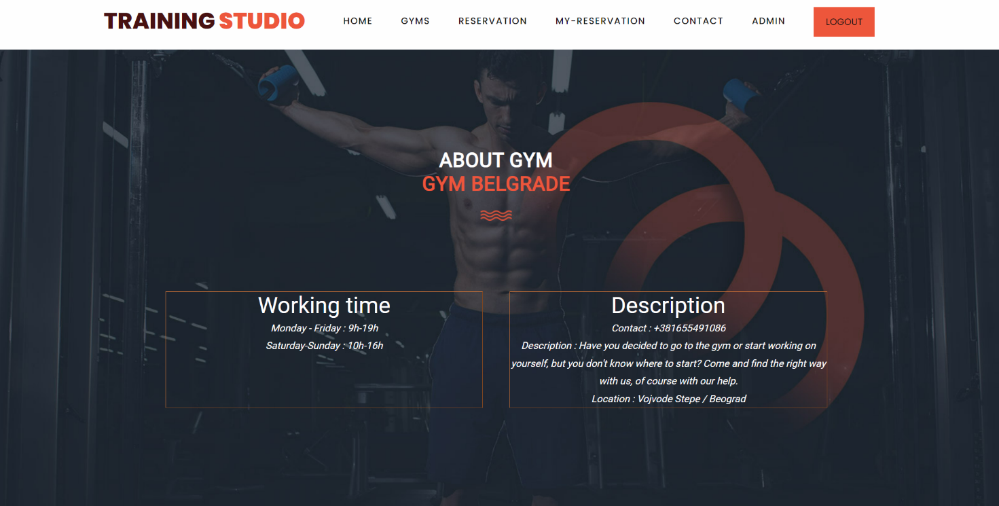 TRAINING STUDIO
HOME
GYMS
RESERVATION
MY-RESERVATION
CONTACT
ADMIN
LOGOUT
ABOUT GYM
GYM BELGRADE
Working time
Monday - Friday : 9h-19h
Saturday-Sunday : 10h-16h
Description
Contact : +381655491086
Description : Have you decided to go to the gym or start working on
yourself, but you don't know where to start? Come and find the right way
with us, of course with our help.
Location : Vojvode Stepe / Beograd